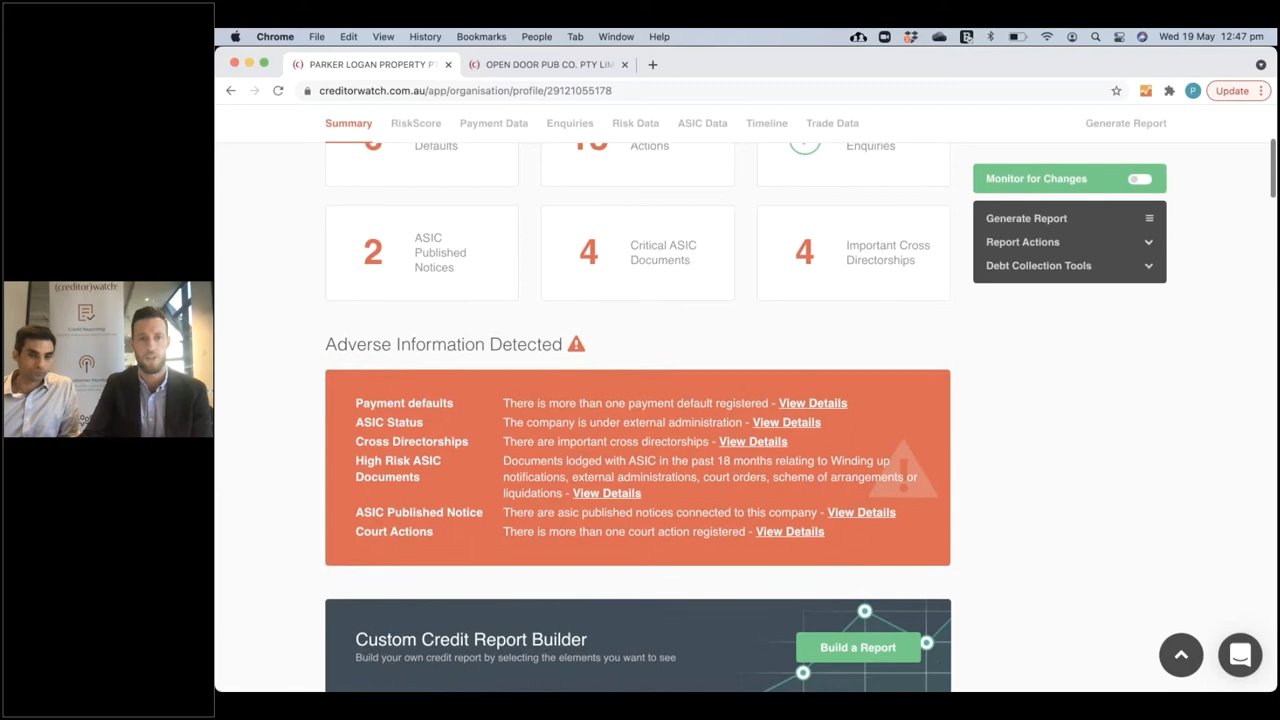 Chrome File Edit View History Bookmarks People Tab Window Help Wed 19 May 12:47 pm
PARKER LOGAN PROPERTY P OPEN DOOR PUB CO. PTY LIM
creditorwatch.com.au/app/organisation/profile/29121055178 Update
Summary RiskScore Payment Data Enquiries Risk Data ASIC Data Timeline Trade Data Generate Report
Defaults
Actions
Enquiries
Monitor for Changes
Generate Report
Report Actions
Debt Collection Tools
2 ASIC
Published
Notices
4 Critical ASIC
Documents
4 Important Cross
Directorships
(creditor)watch
Credit Reporting
Adverse Information Detected
Payment defaults There is more than one payment default registered - View Details
ASIC Status The company is under external administration - View Details
Cross Directorships There are important cross directorships - View Details
High Risk ASIC
Documents
Documents lodged with ASIC in the past 18 months relating to Winding up
notifications, external administrations, court orders, scheme of arrangements or
liquidations - View Details
ASIC Published Notice There are asic published notices connected to this company - View Details
Court Actions There is more than one court action registered - View Details
Custom Credit Report Builder
Build your own credit report by selecting the elements you want to see
Build a Report